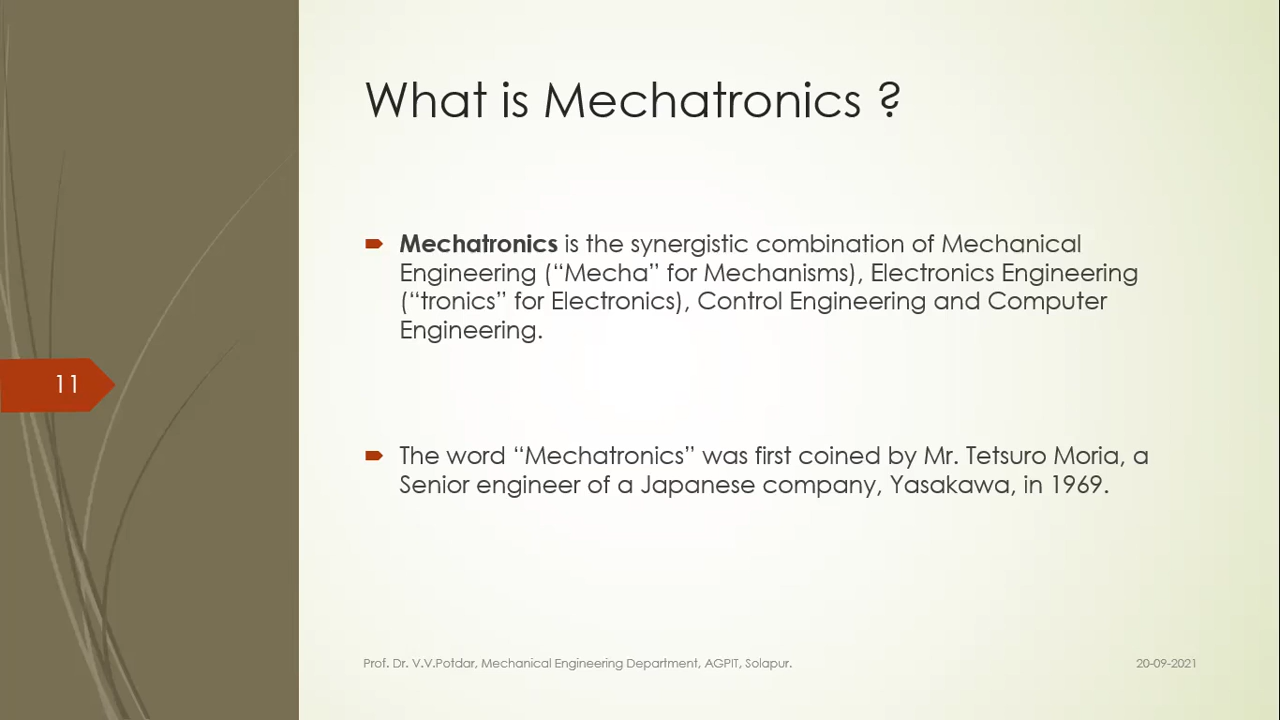 What is Mechatronics ?
Mechatronics is the synergistic combination of Mechanical
Engineering (“Mecha” for Mechanisms), Electronics Engineering
(“tronics” for Electronics), Control Engineering and Computer
Engineering.
11
The word “Mechatronics” was first coined by Mr. Tetsuro Moria, a
Senior engineer of a Japanese company, Yasakawa, in 1969.
Prof. Dr. V.V.Potdar, Mechanical Engineering Department, AGPIT, Solapur.
20-09-2021